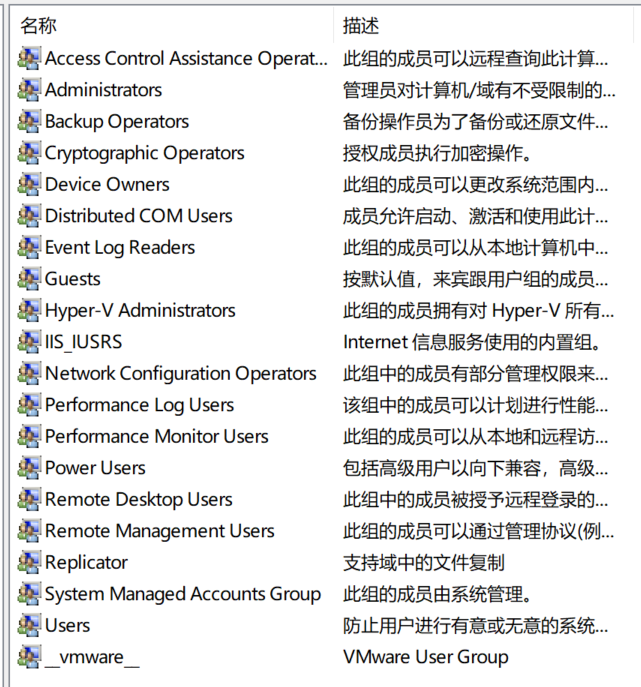 名称 描述
Access Control Assistance Operat... 此组的成员可以远程查询此计算...
Administrators 管理员对计算机/域有不受限制的...
Backup Operators 备份操作员为了备份或还原文件...
Cryptographic Operators 授权成员执行加密操作。
Device Owners 此组的成员可以更改系统范围内...
Distributed COM Users 成员允许启动、激活和使用此计...
Event Log Readers 此组的成员可以从本地计算机中...
Guests 按默认值，来宾跟用户组的成员...
Hyper-V Administrators 此组的成员拥有对 Hyper-V 所有...
IIS_IUSRS Internet 信息服务使用的内置组。
Network Configuration Operators 此组中的成员有部分管理权限来...
Performance Log Users 该组中的成员可以计划进行性能...
Performance Monitor Users 此组的成员可以从本地和远程访...
Power Users 包括高级用户以向下兼容，高级...
Remote Desktop Users 此组中的成员被授予远程登录的...
Remote Management Users 此组的成员可以通过管理协议(例...
Replicator 支持域中的文件复制
System Managed Accounts Group 此组的成员由系统管理。
Users 防止用户进行有意或无意的系统...
__vmware__ VMware User Group